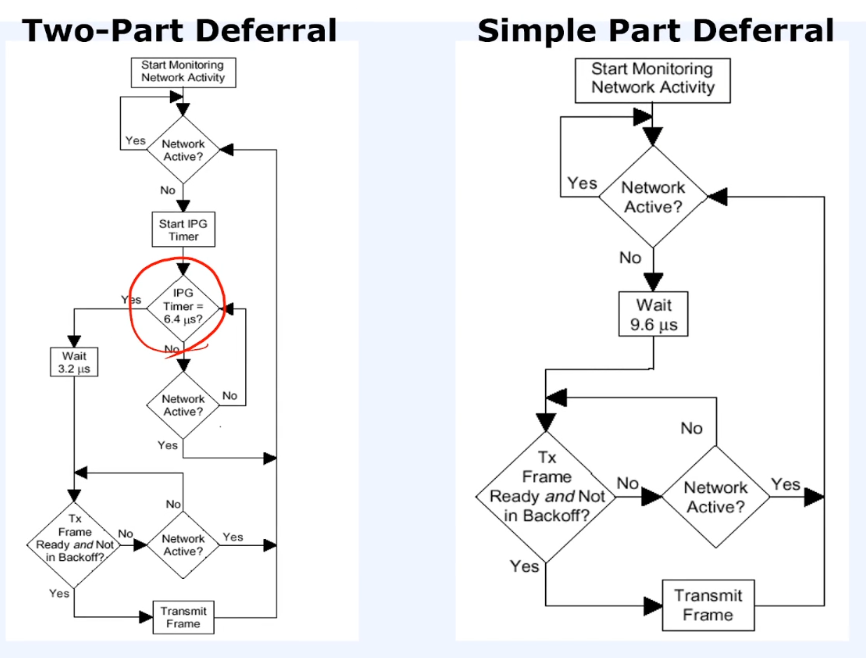 Two-Part Deferral
Start Monitoring
Network Activity
Yes
Network
Active?
No
Start IPG
Timer
Yes
IPG
Timer =
6.4 µs?
No
Wait
3.2 µs
Network
Active?
No
Yes
No
Tx
Frame
Ready and Not
in Backoff?
No
Network
Active?
Yes
Yes
Transmit
Frame
Simple Part Deferral
Start Monitoring
Network Activity
Yes
Network
Active?
No
Wait
9.6 µs
No
Tx
Frame
Ready and Not
in Backoff?
No
Network
Active?
Yes
Yes
Transmit
Frame